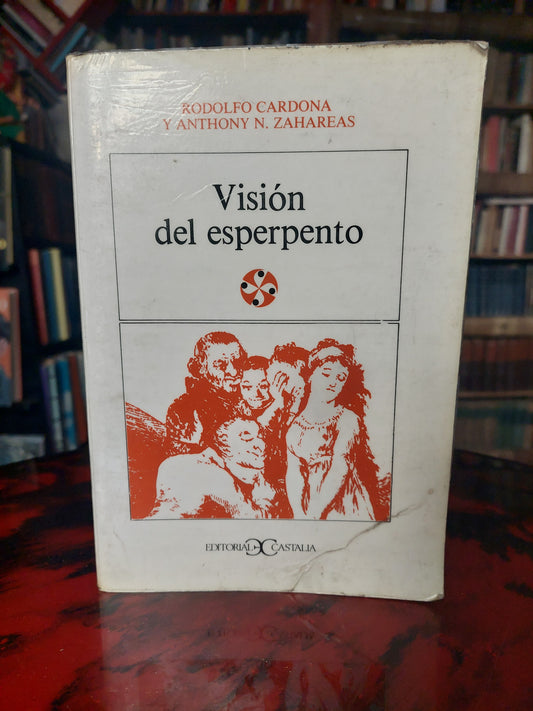 RODOLFO CARDONA
Y ANTHONY N. ZAHAREAS
Visión
del esperpento
EDITORIAL CASTALIA